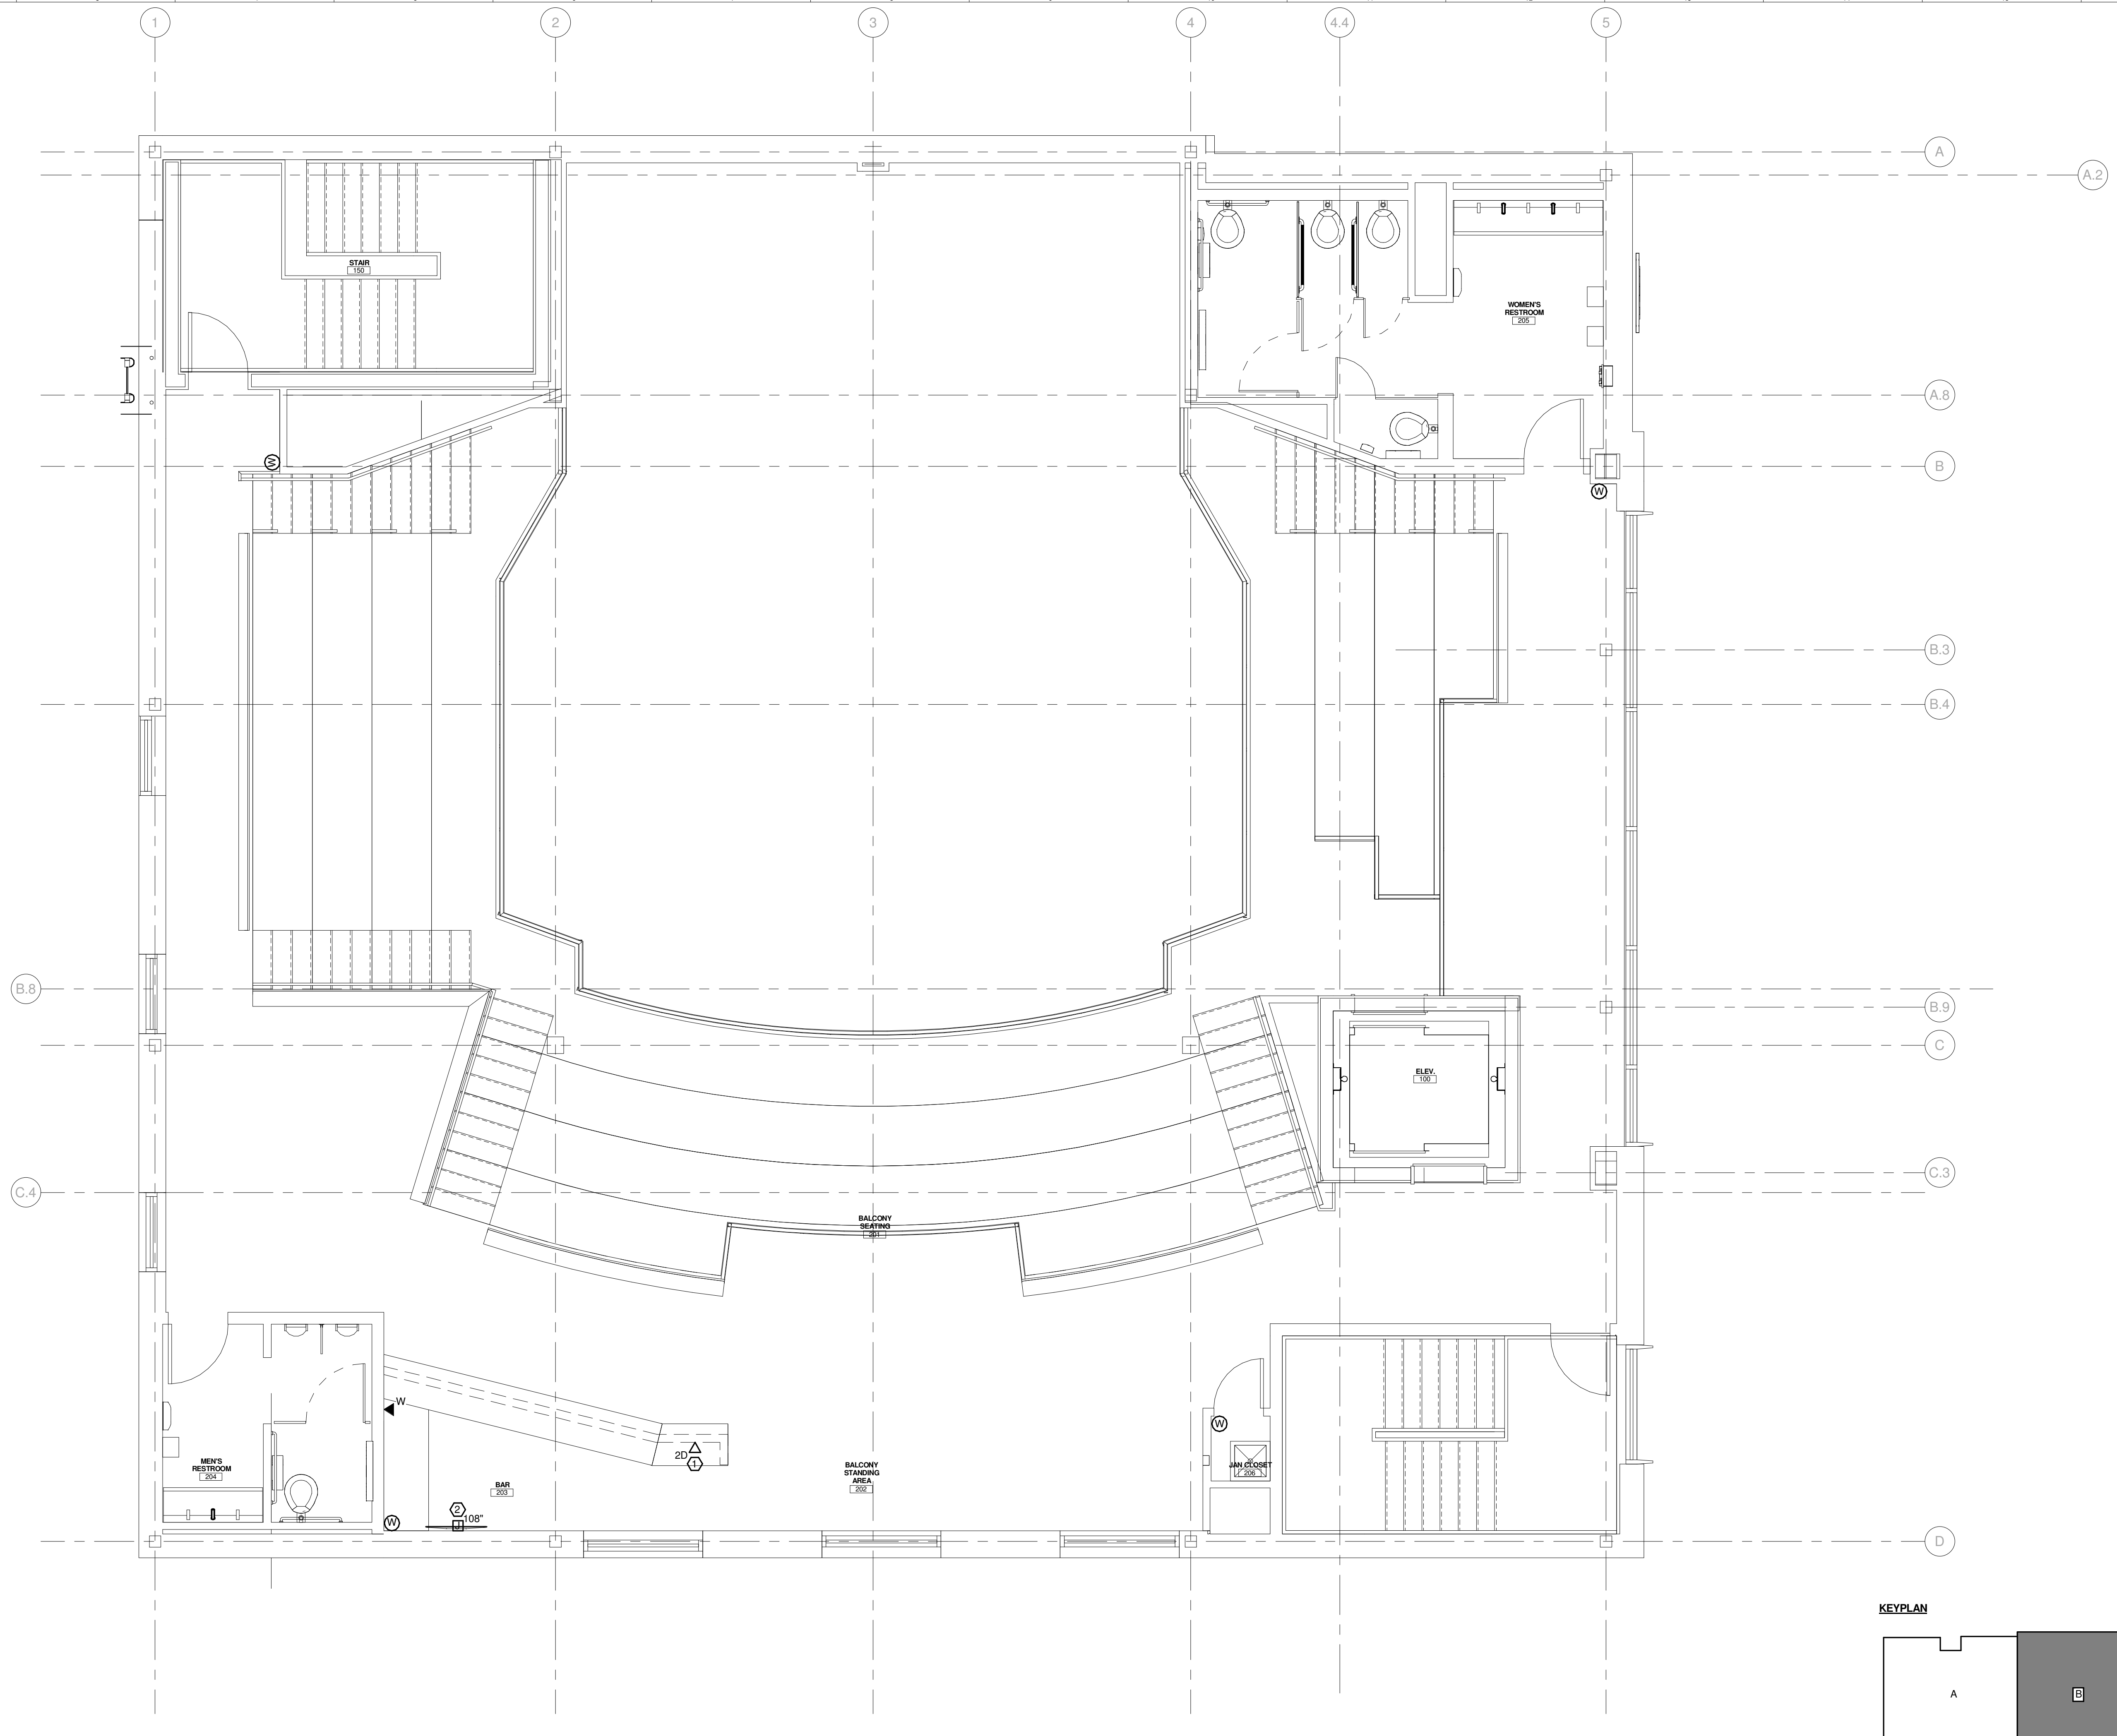 1
2
3
4
4.4
5
A
A.2
STAIR
150
WOMEN'S
RESTROOM
205
A.8
W
B
W
B.3
B.4
B.8
B.9
C
ELEV.
100
C.3
C.4
BALCONY
SEATING
201
W
W
2D
1
MEN'S
RESTROOM
204
BALCONY
STANDING
AREA
202
JAN CLOSET
206
BAR
203
2
108"
J
W
D
KEYPLAN
A
B